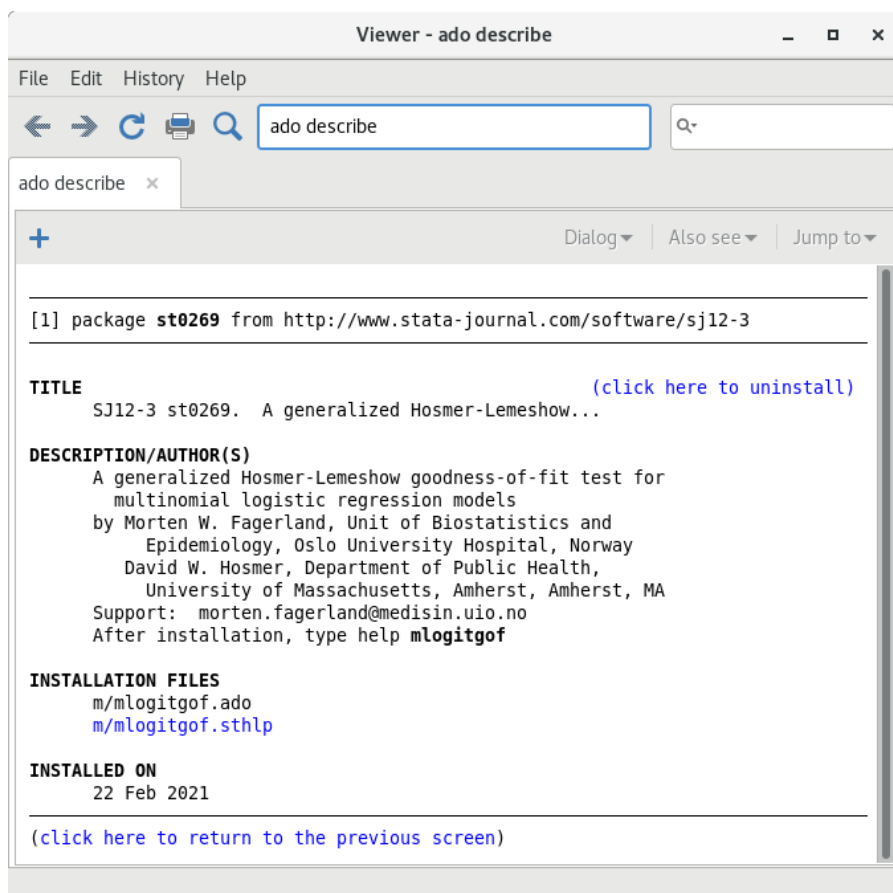 Viewer - ado describe
File Edit History Help
ado describe
ado describe
Dialog Also see Jump to
[1] package st0269 from http://www.stata-journal.com/software/sj12-3
TITLE (click here to uninstall)
SJ12-3 st0269. A generalized Hosmer-Lemeshow...
DESCRIPTION/AUTHOR(S)
A generalized Hosmer-Lemeshow goodness-of-fit test for
multinomial logistic regression models
by Morten W. Fagerland, Unit of Biostatistics and
Epidemiology, Oslo University Hospital, Norway
David W. Hosmer, Department of Public Health,
University of Massachusetts, Amherst, Amherst, MA
Support: morten.fagerland@medisin.uio.no
After installation, type help mlogitgof
INSTALLATION FILES
m/mlogitgof.ado
m/mlogitgof.sthlp
INSTALLED ON
22 Feb 2021
(click here to return to the previous screen)